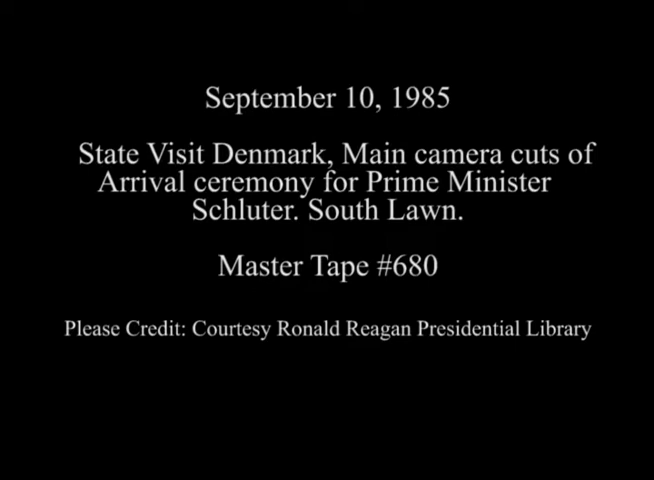 September 10, 1985
State Visit Denmark, Main camera cuts of
Arrival ceremony for Prime Minister
Schluter. South Lawn.
Master Tape #680
Please Credit: Courtesy Ronald Reagan Presidential Library